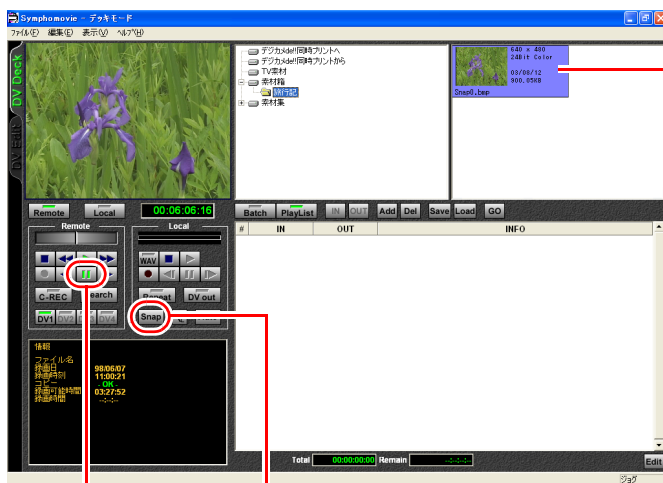 Symphomovie - デッキモード
ファイル(F) 編集(E) 表示(V) ヘルプ(H)
DV Deck
DV Edit
デジカメde!!同時プリントへ
デジカメde!!同時プリントから
TV素材
素材箱
旅行記
素材集
640 x 480
24Bit Color
03/08/12
900.05KB
Snap0.bmp
Remote Local 00:06:06:16
Batch PlayList IN OUT Add Del Save Load GO
Remote Local
# IN OUT INFO
WAV
C-REC Search Repeat DV out
DV1 DV2 DV3 DV4 Snap
情報
ファイル名
録画日 98/06/07
録画時刻 11:00:21
コピー - OK -
録画可能時間 03:27:52
録画時間 --:--:--
Total 00:00:00:00 Remain --:--:--:--
Edit
ジョグ